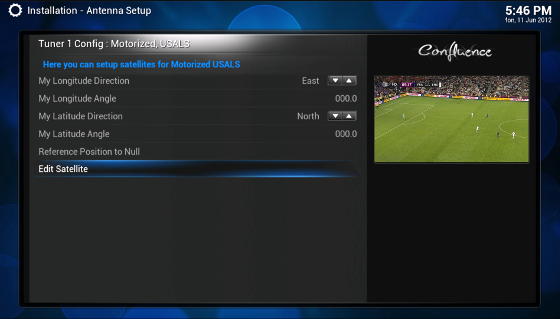 Installation - Antenna Setup
5:46 PM
fon, 11 Jun 2012
Tuner 1 Config : Motorized, USALS
Here you can setup satellites for Motorized USALS
My Longitude Direction East
My Longitude Angle 000.0
My Latitude Direction North
My Latitude Angle 000.0
Reference Position to Null
Edit Satellite
Confluence